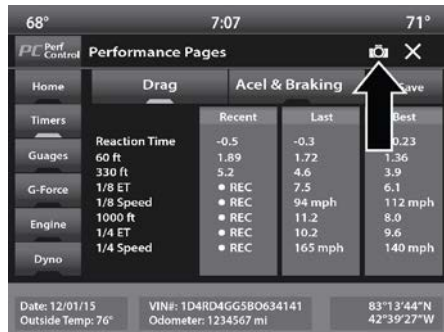 68° 7:07 71°
PC Perf Control Performance Pages
Home Drag Acel & Braking
Timers Recent Last Best
Reaction Time -0.5 -0.3 0.23
Guages 60 ft 1.89 1.72 1.36
330 ft 5.2 4.6 3.9
G-Force 1/8 ET REC 7.5 6.1
1/8 Speed REC 94 mph 112 mph
1000 ft REC 11.2 8.0
Engine 1/4 ET REC 10.2 9.6
1/4 Speed REC 165 mph 140 mph
Dyno
Date: 12/01/15 VIN#: 1D4RD4GG5BO634141 83°13'44"N
Outside Temp: 76° Odometer: 1234567 mi 42°39'27"W